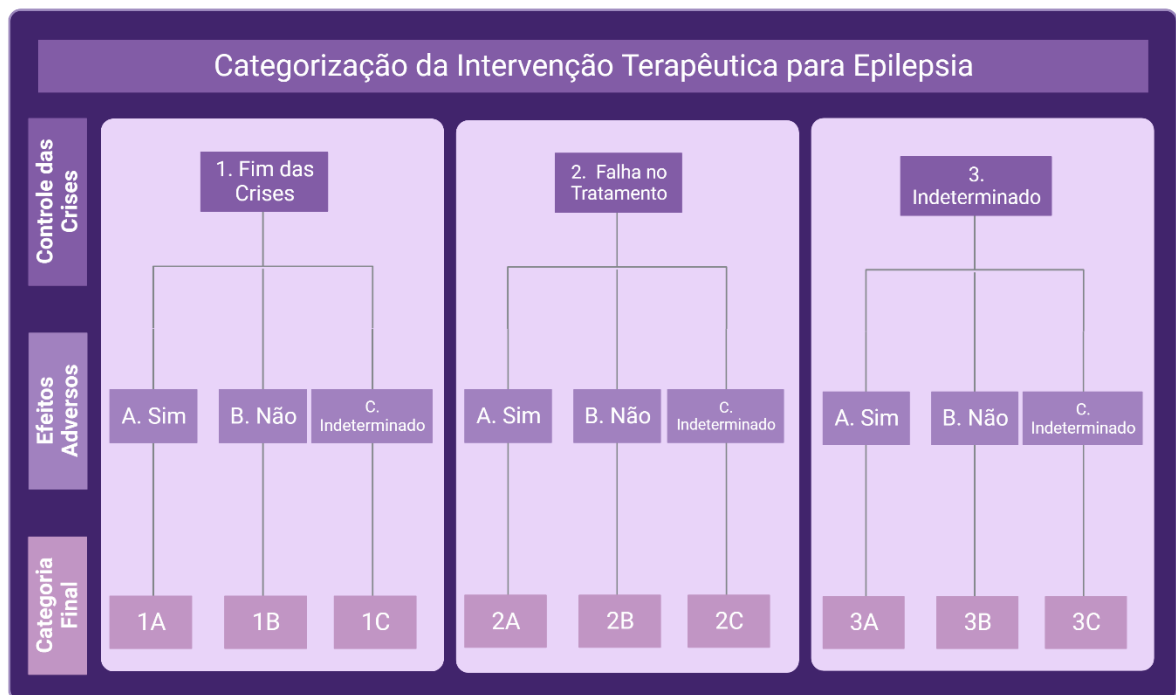 Categorização da Intervenção Terapêutica para Epilepsia
Controle das
Crises
1. Fim das
Crises
2. Falha no
Tratamento
3.
Indeterminado
Efeitos
Adversos
A. Sim
B. Não
C.
Indeterminado
A. Sim
B. Não
C.
Indeterminado
A. Sim
B. Não
C.
Indeterminado
Categoria
Final
1A
1B
1C
2A
2B
2C
3A
3B
3C